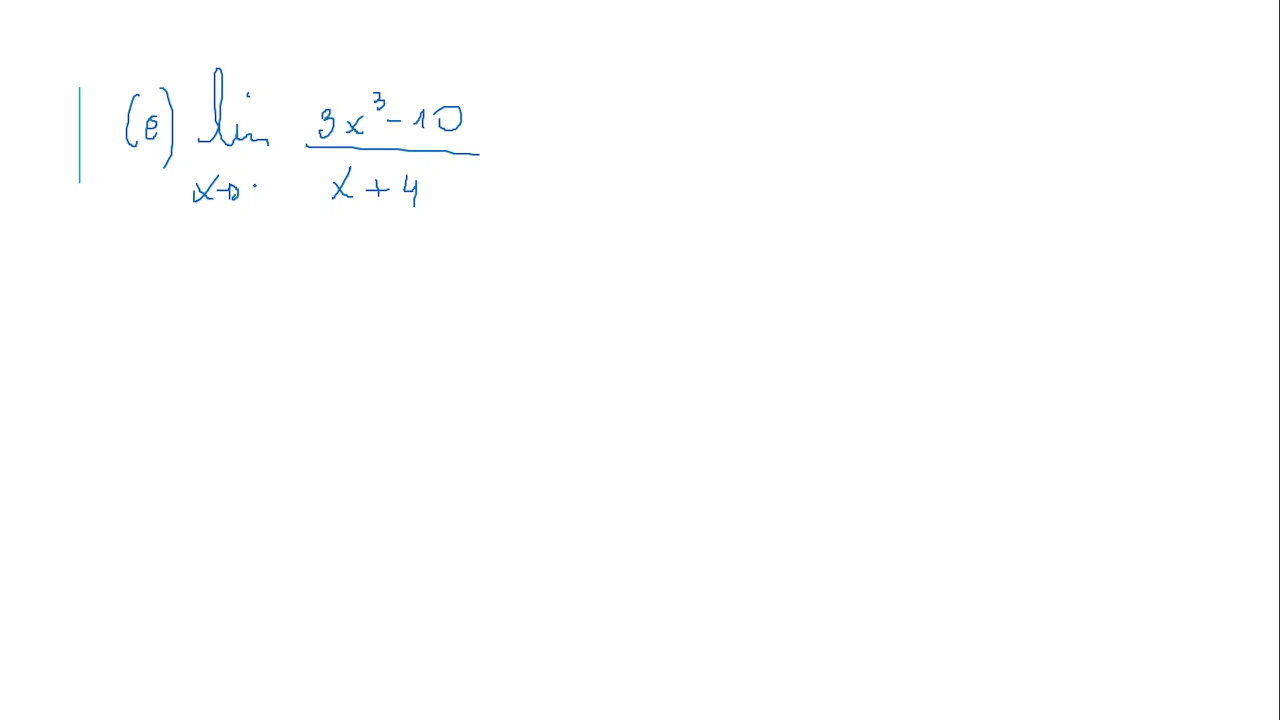 (e) lim 3x³-10
x→ · x+4